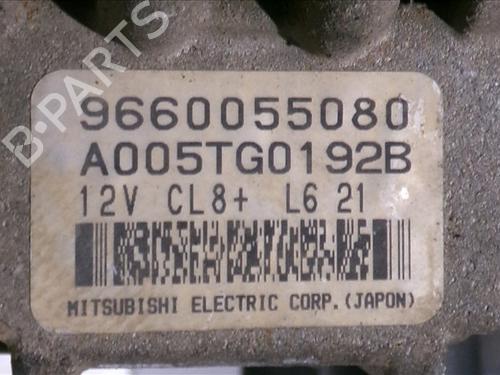 B-PARTS
9660055080
A005TG0192B
12V CL8+ L6 21
MITSUBISHI ELECTRIC CORP.(JAPON)